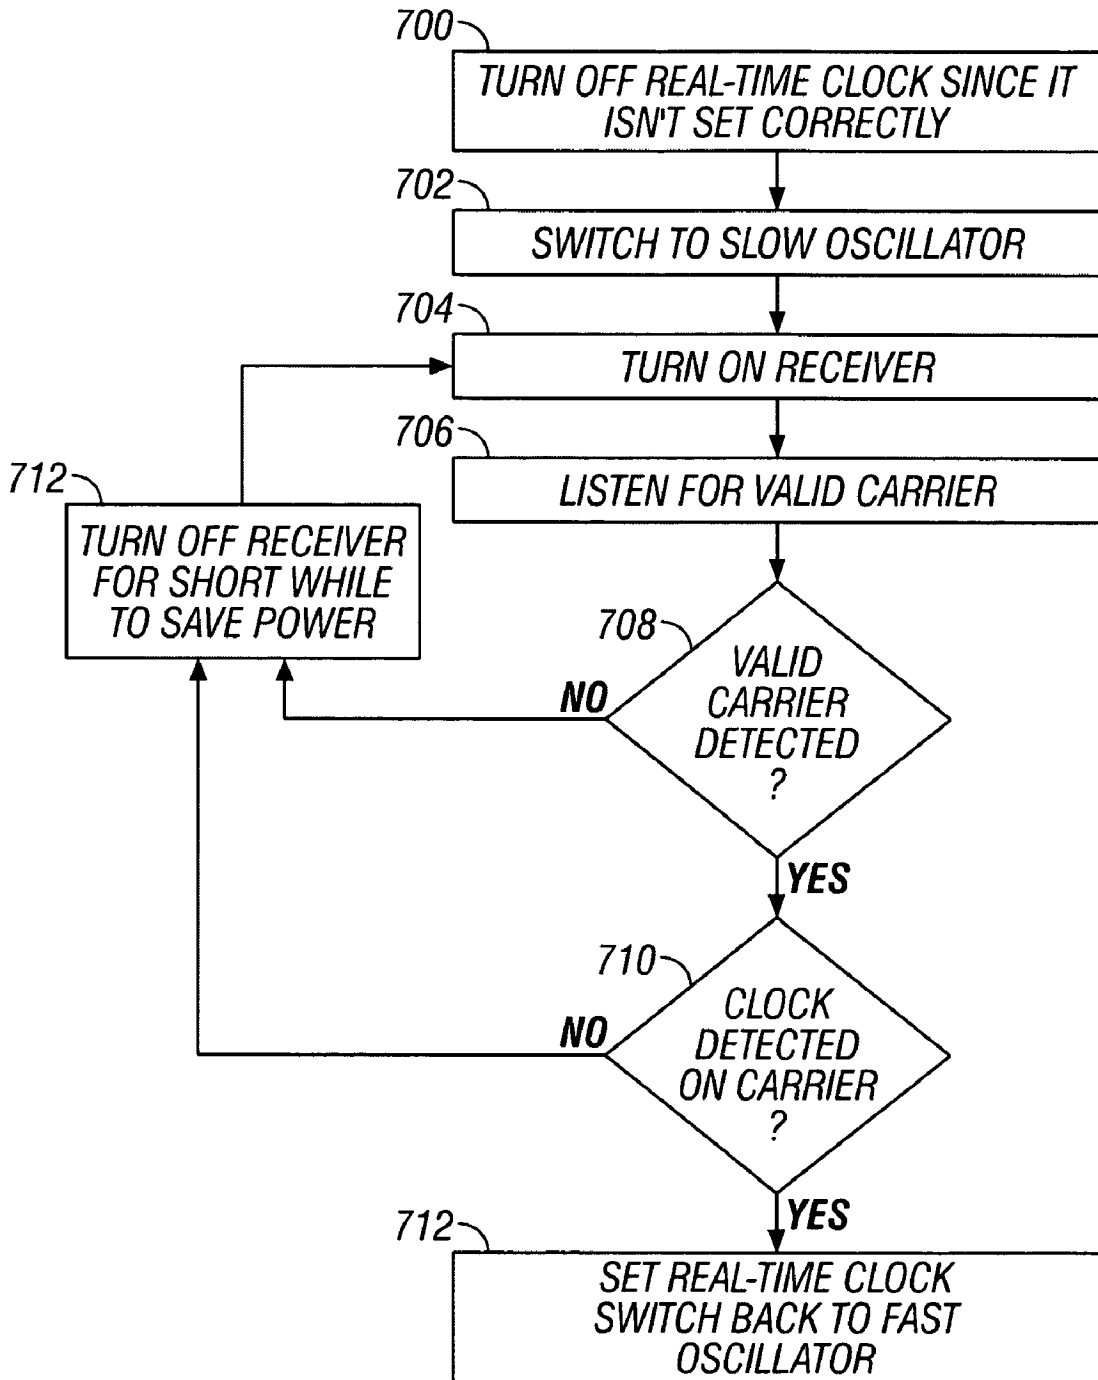 700
TURN OFF REAL-TIME CLOCK SINCE IT
ISN'T SET CORRECTLY
702
SWITCH TO SLOW OSCILLATOR
704
TURN ON RECEIVER
706
LISTEN FOR VALID CARRIER
712
TURN OFF RECEIVER
FOR SHORT WHILE
TO SAVE POWER
708
VALID
CARRIER
DETECTED
?
NO
YES
710
CLOCK
DETECTED
ON CARRIER
?
NO
YES
712
SET REAL-TIME CLOCK
SWITCH BACK TO FAST
OSCILLATOR